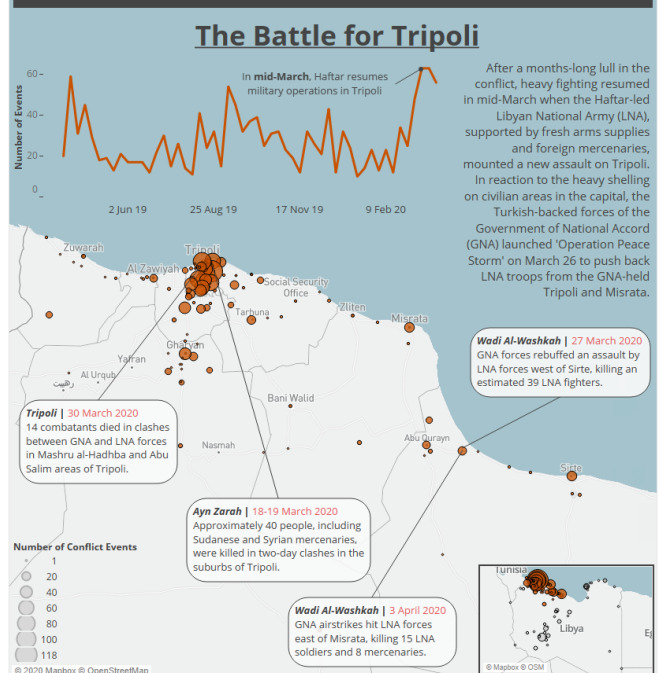 The Battle for Tripoli
In mid-March, Haftar resumes
military operations in Tripoli
Number of Events
60
40
20
0
2 Jun 19
25 Aug 19
17 Nov 19
9 Feb 20
After a months-long lull in the
conflict, heavy fighting resumed
in mid-March when the Haftar-led
Libyan National Army (LNA),
supported by fresh arms supplies
and foreign mercenaries,
mounted a new assault on Tripoli.
In reaction to the heavy shelling
on civilian areas in the capital, the
Turkish-backed forces of the
Government of National Accord
(GNA) launched 'Operation Peace
Storm' on March 26 to push back
LNA troops from the GNA-held
Tripoli and Misrata.
Zuwarah
Tripoli
Al Zawiyah
Social Security
Office
Tarhuna
Zliten
Misrata
Gharyan
Yafran
Al Urqub
Bani Walid
Nasmah
Abu Qurayn
Sirte
Wadi Al-Washkah | 27 March 2020
GNA forces rebuffed an assault by
LNA forces west of Sirte, killing an
estimated 39 LNA fighters.
Tripoli | 30 March 2020
14 combatants died in clashes
between GNA and LNA forces
in Mashru al-Hadhba and Abu
Salim areas of Tripoli.
Ayn Zarah | 18-19 March 2020
Approximately 40 people, including
Sudanese and Syrian mercenaries,
were killed in two-day clashes in the
suburbs of Tripoli.
Wadi Al-Washkah | 3 April 2020
GNA airstrikes hit LNA forces
east of Misrata, killing 15 LNA
soldiers and 8 mercenaries.
Number of Conflict Events
1
20
40
60
80
100
118
© 2020 Mapbox © OpenStreetMap
Tunisia
Libya
© Mapbox © OSM